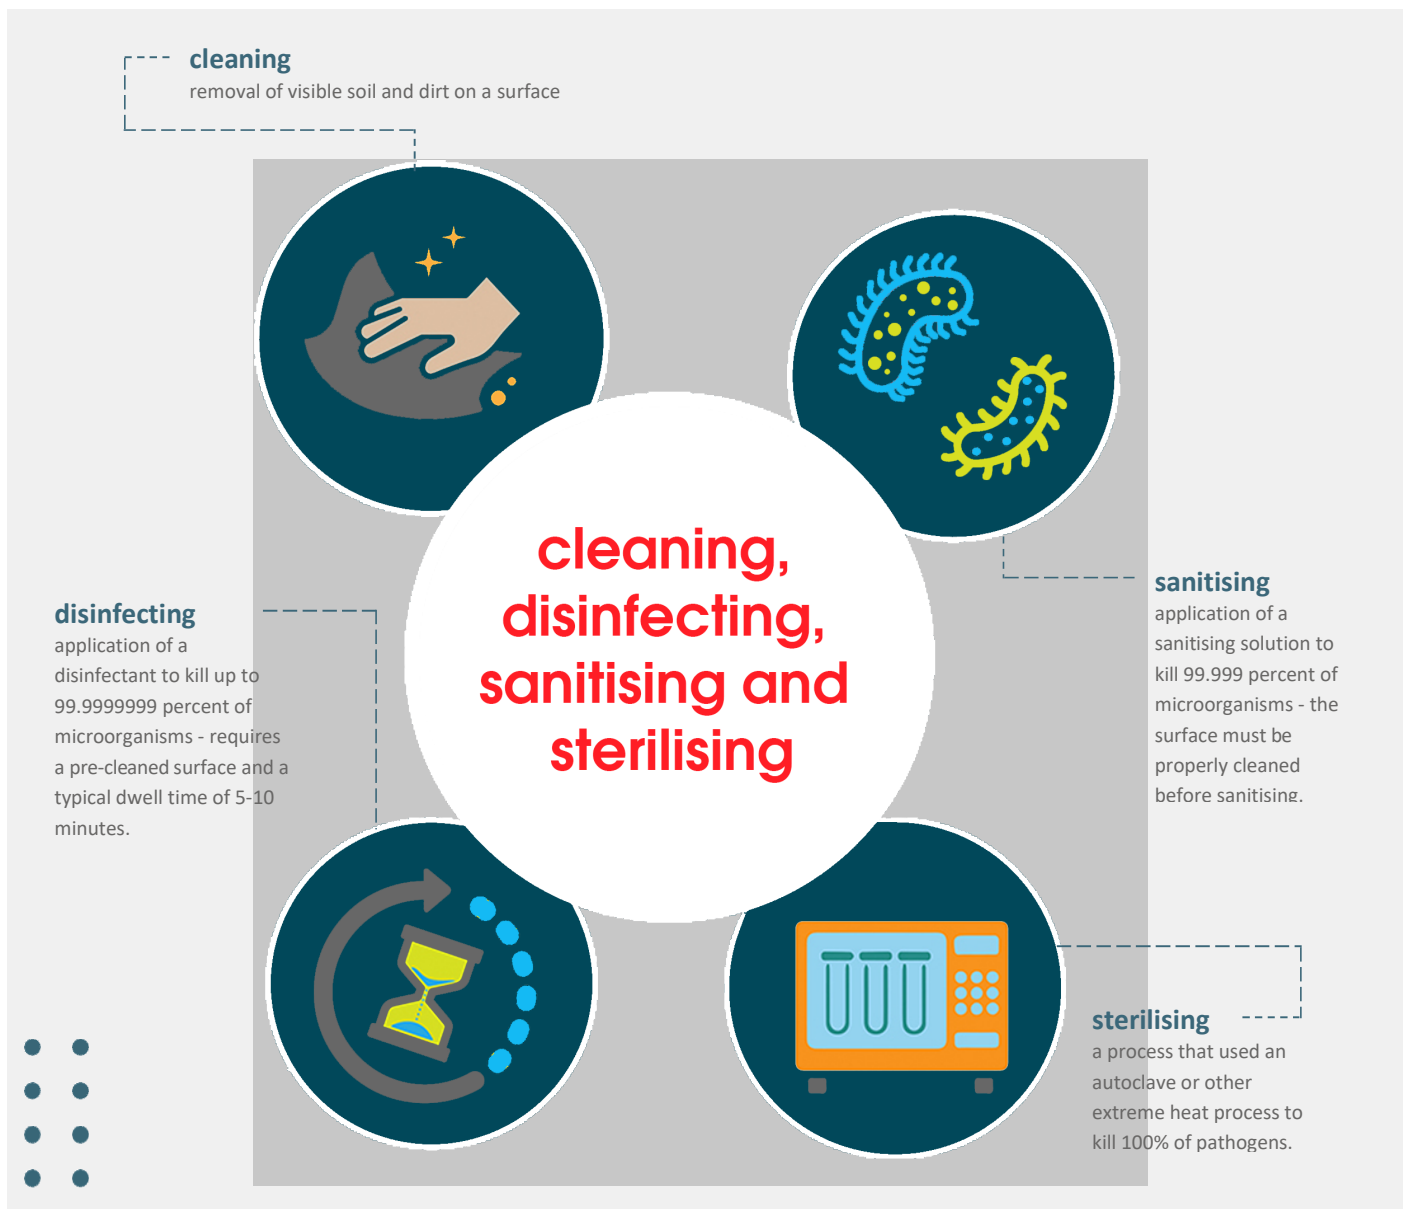 cleaning
removal of visible soil and dirt on a surface
cleaning,
disinfecting,
sanitising and
sterilising
sanitising
application of a
sanitising solution to
kill 99.999 percent of
microorganisms - the
surface must be
properly cleaned
before sanitising.
disinfecting
application of a
disinfectant to kill up to
99.9999999 percent of
microorganisms - requires
a pre-cleaned surface and a
typical dwell time of 5-10
minutes.
sterilising
a process that used an
autoclave or other
extreme heat process to
kill 100% of pathogens.